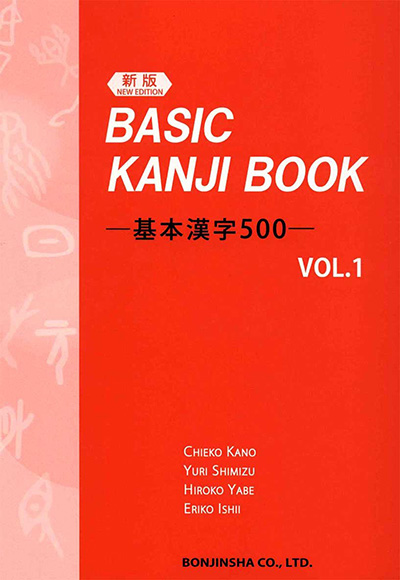 新版
NEW EDITION
BASIC
KANJI BOOK
―基本漢字500―
VOL.1
CHIEKO KANO
YURI SHIMIZU
HIROKO YABE
ERIKO ISHII
BONJINSHA CO., LTD.